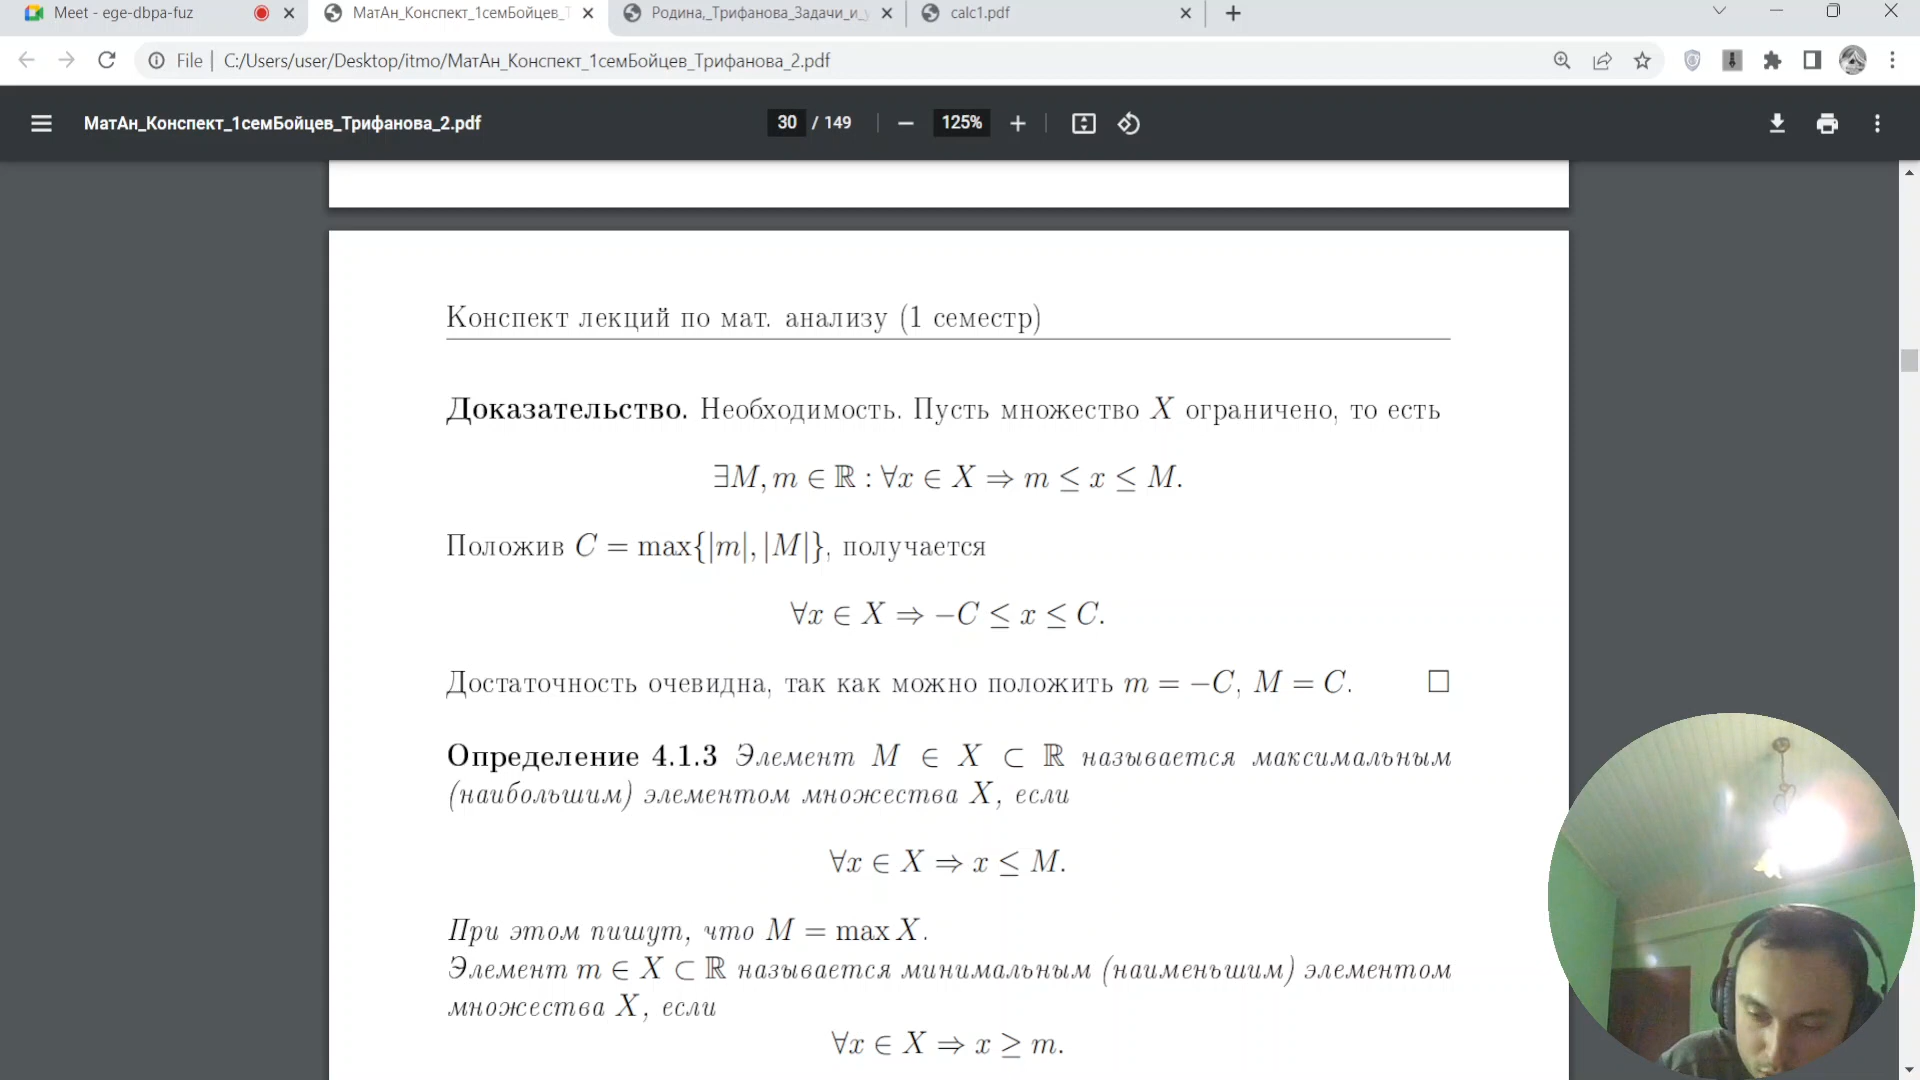 Meet - ege-dbpa-fuz
МатАн_Конспект_1семБойцев_Т
Родина,_Трифанова_Задачи_и_у
calc1.pdf
File | C:/Users/user/Desktop/itmo/МатАн_Конспект_1семБойцев_Трифанова_2.pdf
МатАн_Конспект_1семБойцев_Трифанова_2.pdf
30 / 149
125%
Конспект лекций по мат. анализу (1 семестр)
Доказательство. Необходимость. Пусть множество X ограничено, то есть
∃M, m ∈ ℝ : ∀x ∈ X ⇒ m ≤ x ≤ M.
Положив C = max{|m|, |M|}, получается
∀x ∈ X ⇒ −C ≤ x ≤ C.
Достаточность очевидна, так как можно положить m = −C, M = C. □
Определение 4.1.3 Элемент M ∈ X ⊂ ℝ называется максимальным
(наибольшим) элементом множества X, если
∀x ∈ X ⇒ x ≤ M.
При этом пишут, что M = max X.
Элемент m ∈ X ⊂ ℝ называется минимальным (наименьшим) элементом
множества X, если
∀x ∈ X ⇒ x ≥ m.